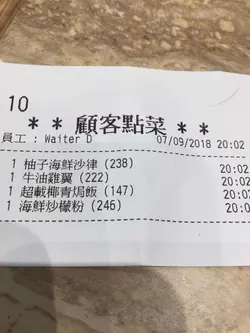 10
* * 顧客點菜 * *
員工 : Waiter D 07/09/2018 20:02
1 柚子海鮮沙律 (238) 20:02
1 牛油雞翼 (222) 20:02
1 超載椰青焗飯 (147) 20:02
1 海鮮炒檬粉 (246) 20:02